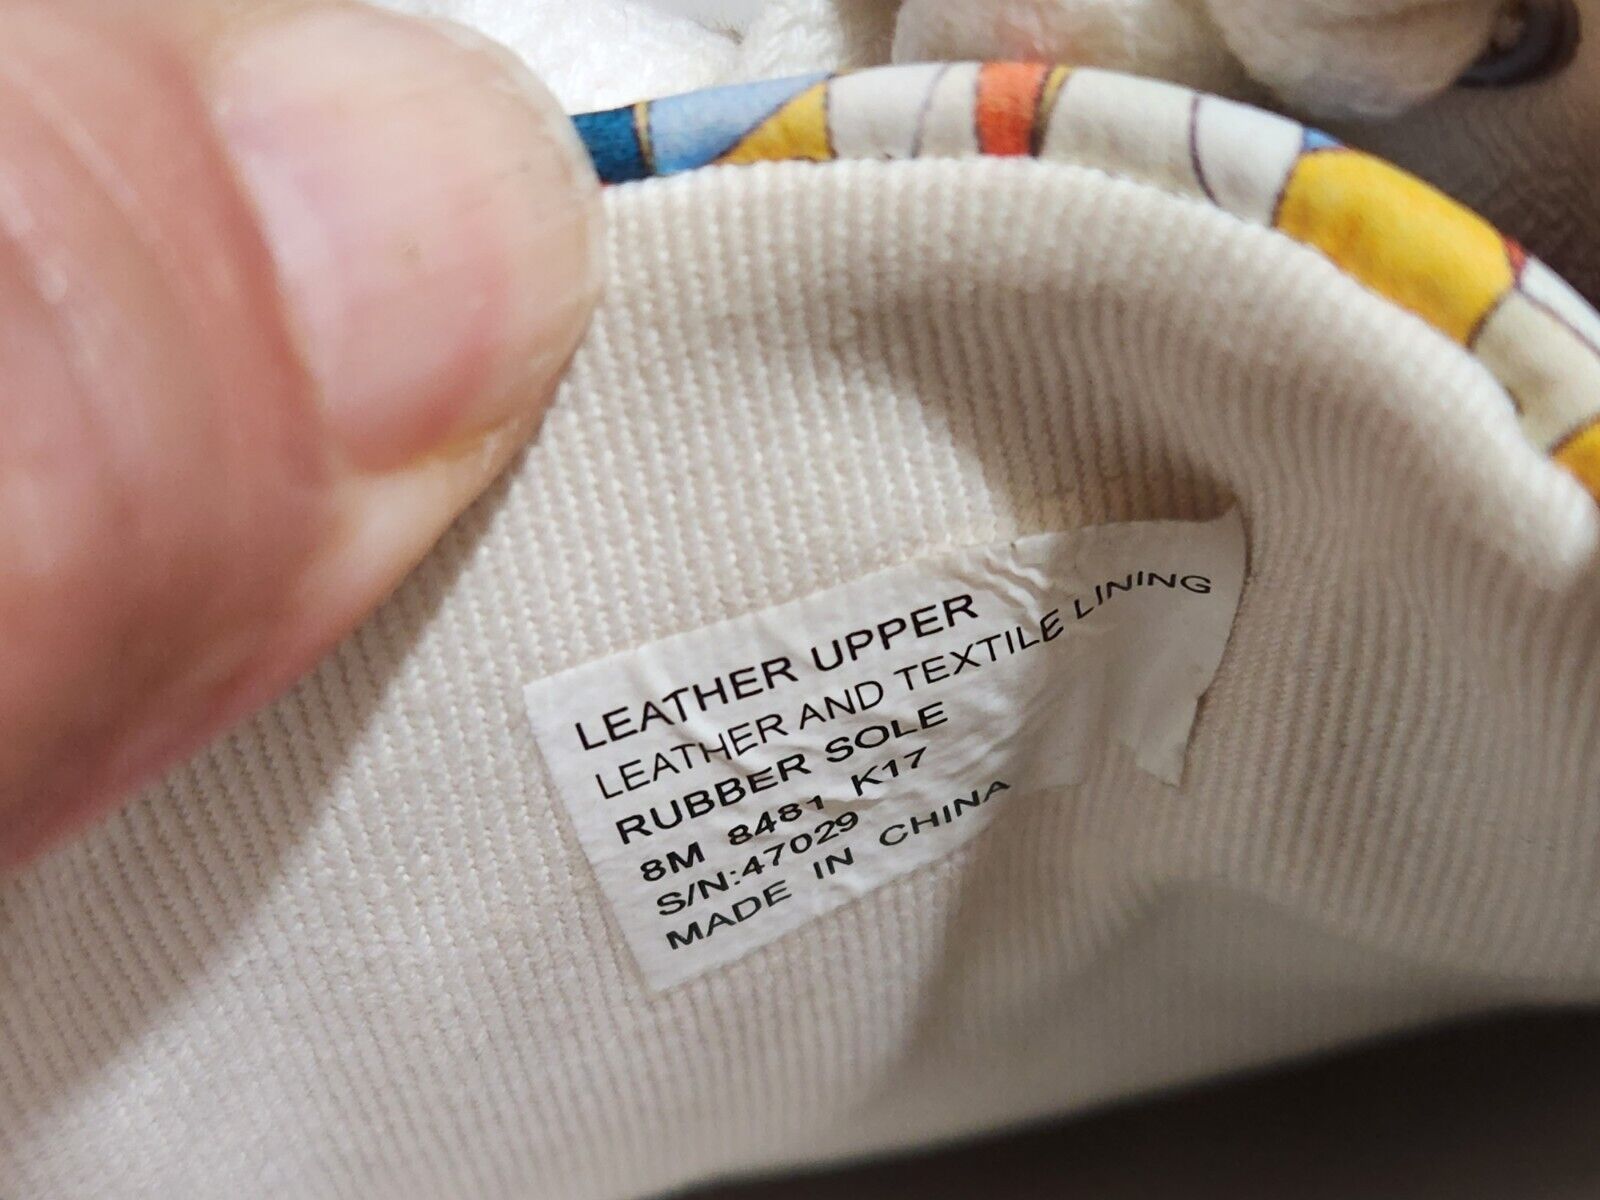 LEATHER UPPER
LEATHER AND TEXTILE LINING
RUBBER SOLE
8M 8481 K17
S/N:47029
MADE IN CHINA